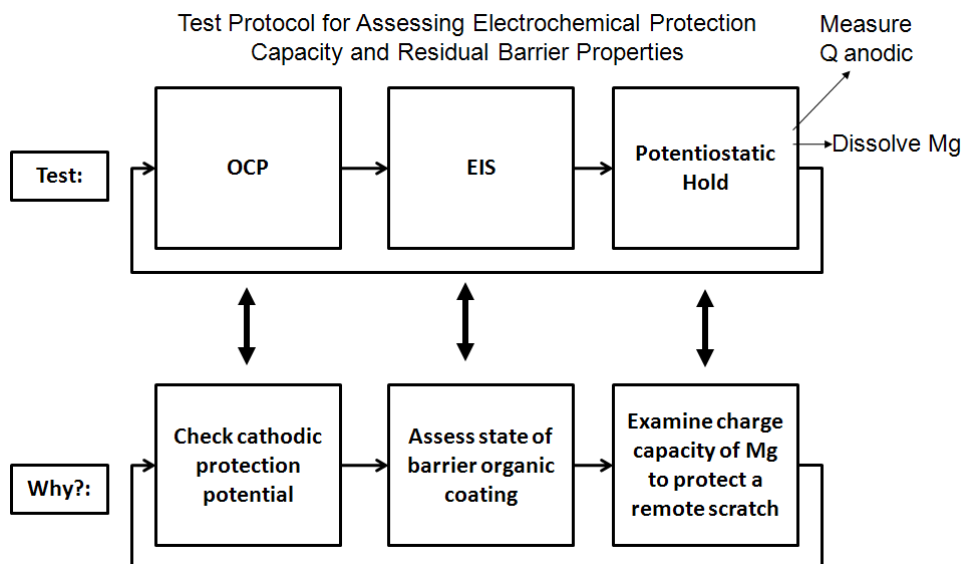 Test Protocol for Assessing Electrochemical Protection
Capacity and Residual Barrier Properties
Measure
Q anodic
Dissolve Mg
Test:
OCP
EIS
Potentiostatic
Hold
Why?:
Check cathodic
protection
potential
Assess state of
barrier organic
coating
Examine charge
capacity of Mg
to protect a
remote scratch